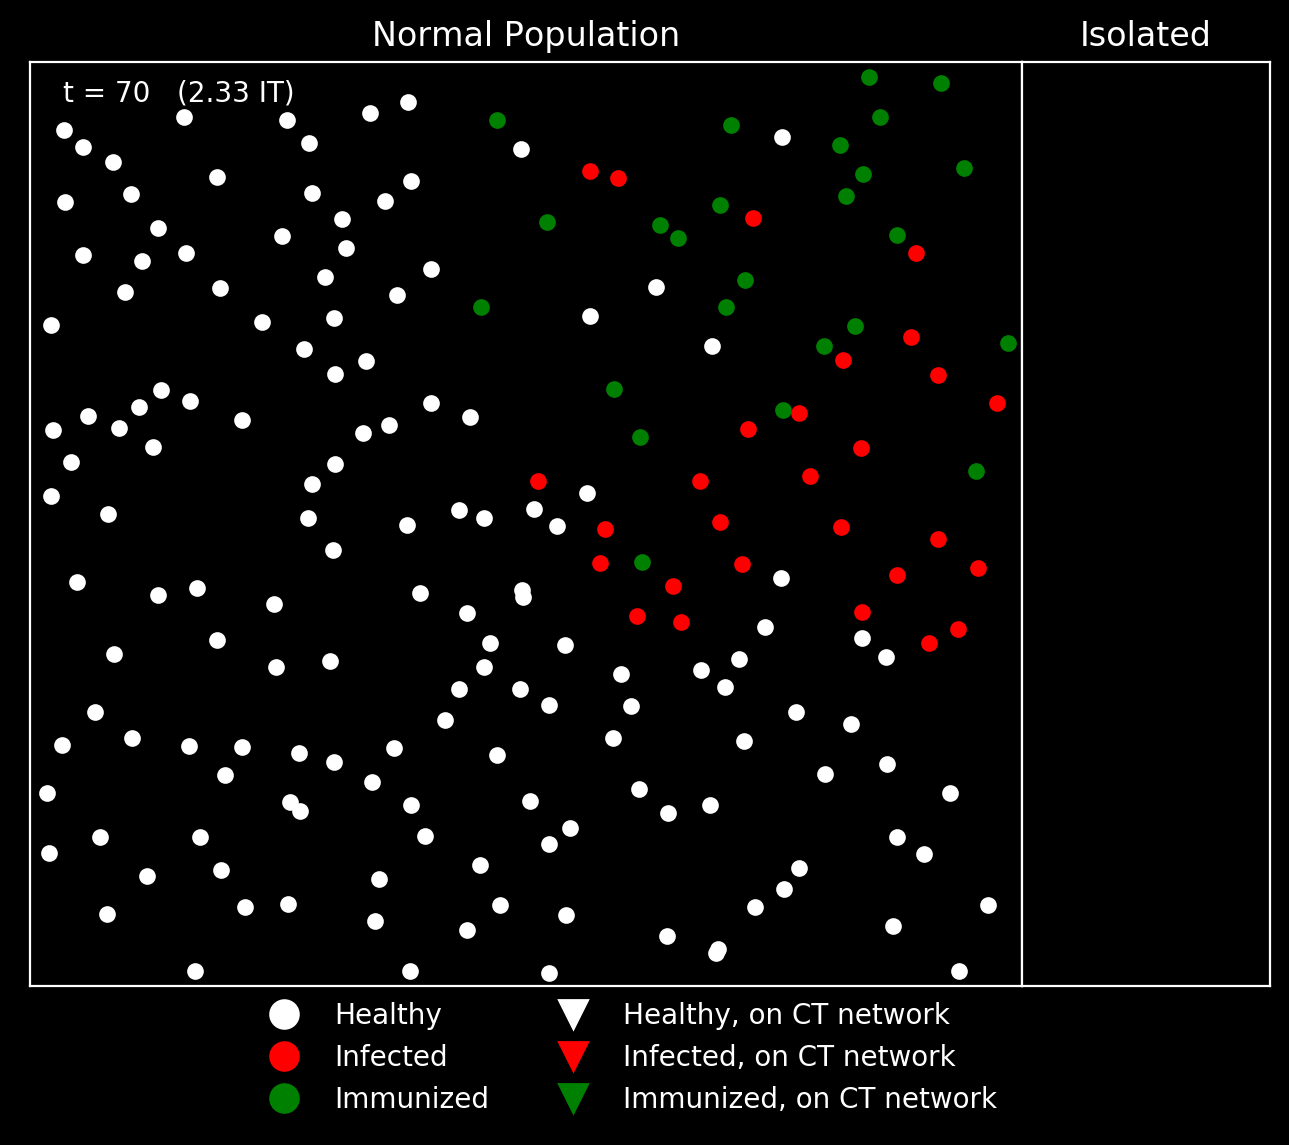 Normal Population
Isolated
t = 70 (2.33 IT)
Healthy
Infected
Immunized
Healthy, on CT network
Infected, on CT network
Immunized, on CT network